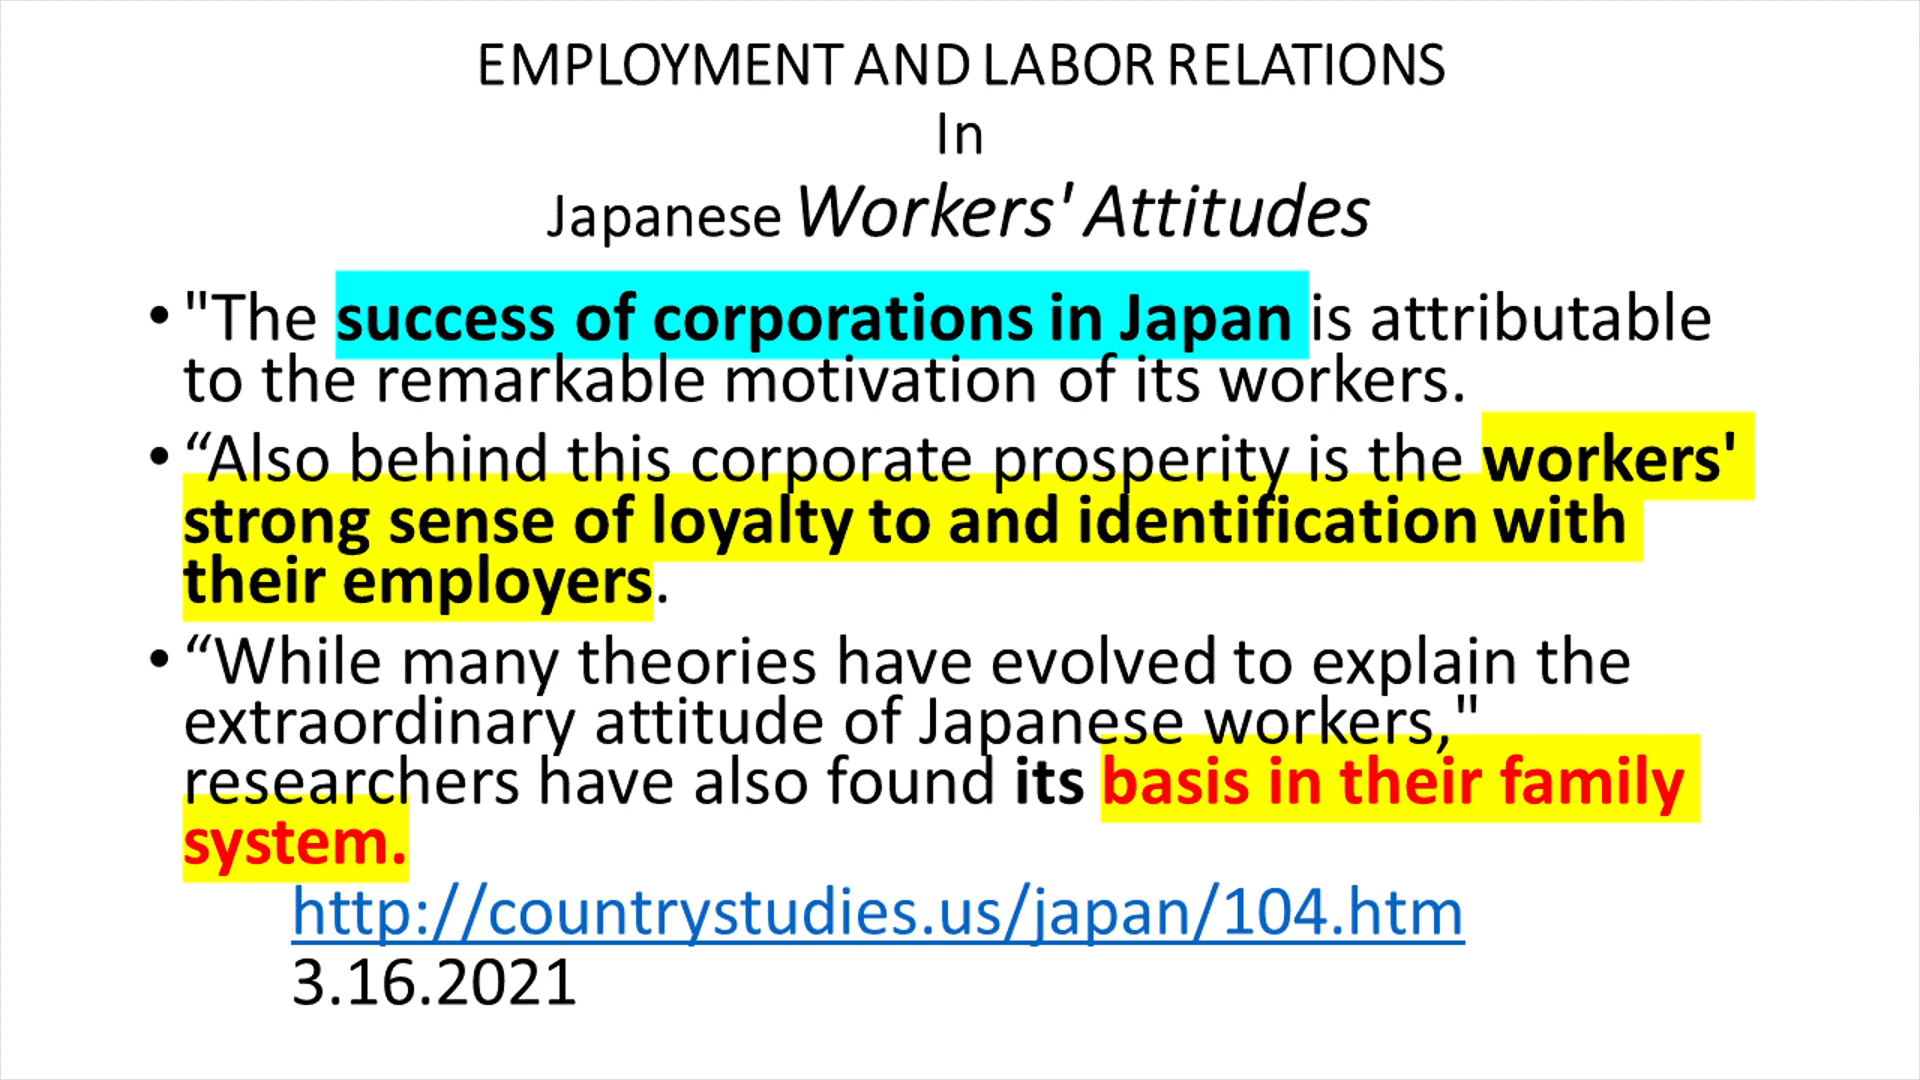 EMPLOYMENT AND LABOR RELATIONS
In
Japanese Workers' Attitudes
• "The success of corporations in Japan is attributable
to the remarkable motivation of its workers.
• “Also behind this corporate prosperity is the workers'
strong sense of loyalty to and identification with
their employers.
• “While many theories have evolved to explain the
extraordinary attitude of Japanese workers,"
researchers have also found its basis in their family
system.
http://countrystudies.us/japan/104.htm
3.16.2021